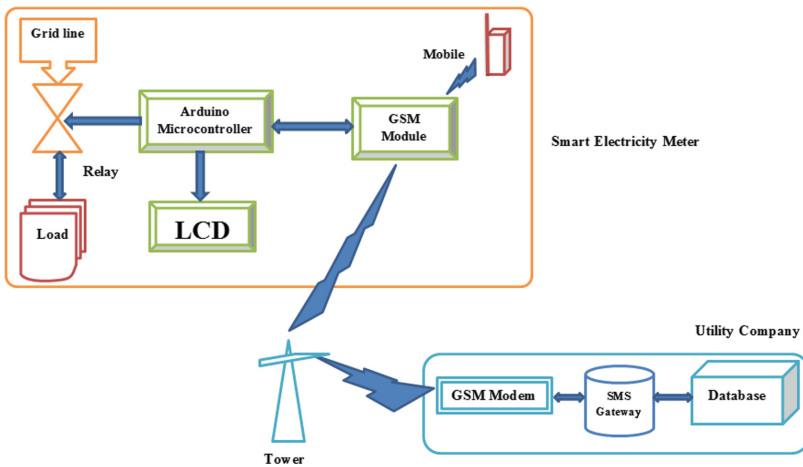 Grid line
Mobile
Arduino
Microcontroller
GSM
Module
Smart Electricity Meter
Relay
Load
LCD
Utility Company
GSM Modem
SMS
Gateway
Database
Tower